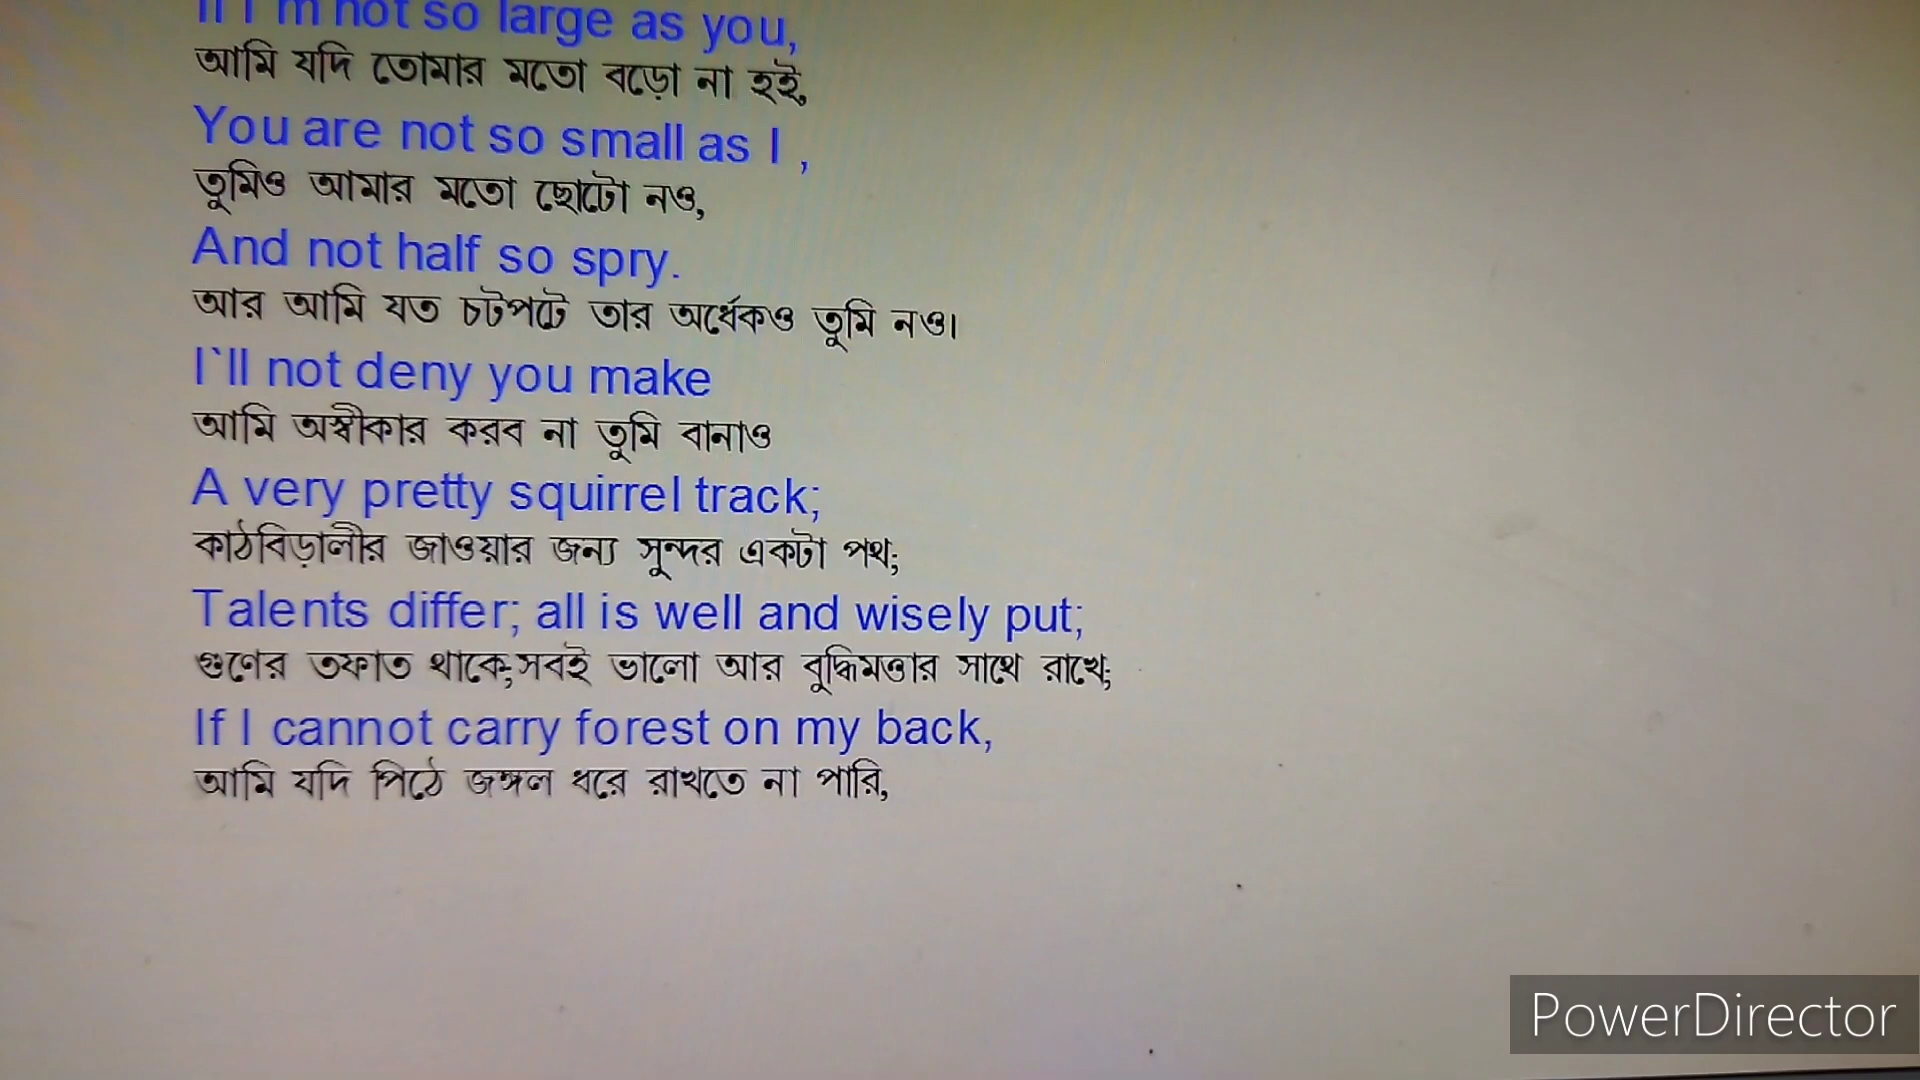 If I'm not so large as you,
আমি যদি তোমার মতো বড়ো না হই,
You are not so small as I ,
তুমিও আমার মতো ছোটো নও,
And not half so spry.
আর আমি যত চটপটে তার অর্ধেকও তুমি নও।
I`ll not deny you make
আমি অস্বীকার করব না তুমি বানাও
A very pretty squirrel track;
কাঠবিড়ালীর জাওয়ার জন্য সুন্দর একটা পথ;
Talents differ; all is well and wisely put;
গুণের তফাত থাকে;সবই ভালো আর বুদ্ধিমত্তার সাথে রাখে;
If I cannot carry forest on my back,
আমি যদি পিঠে জঙ্গল ধরে রাখতে না পারি,
PowerDirector